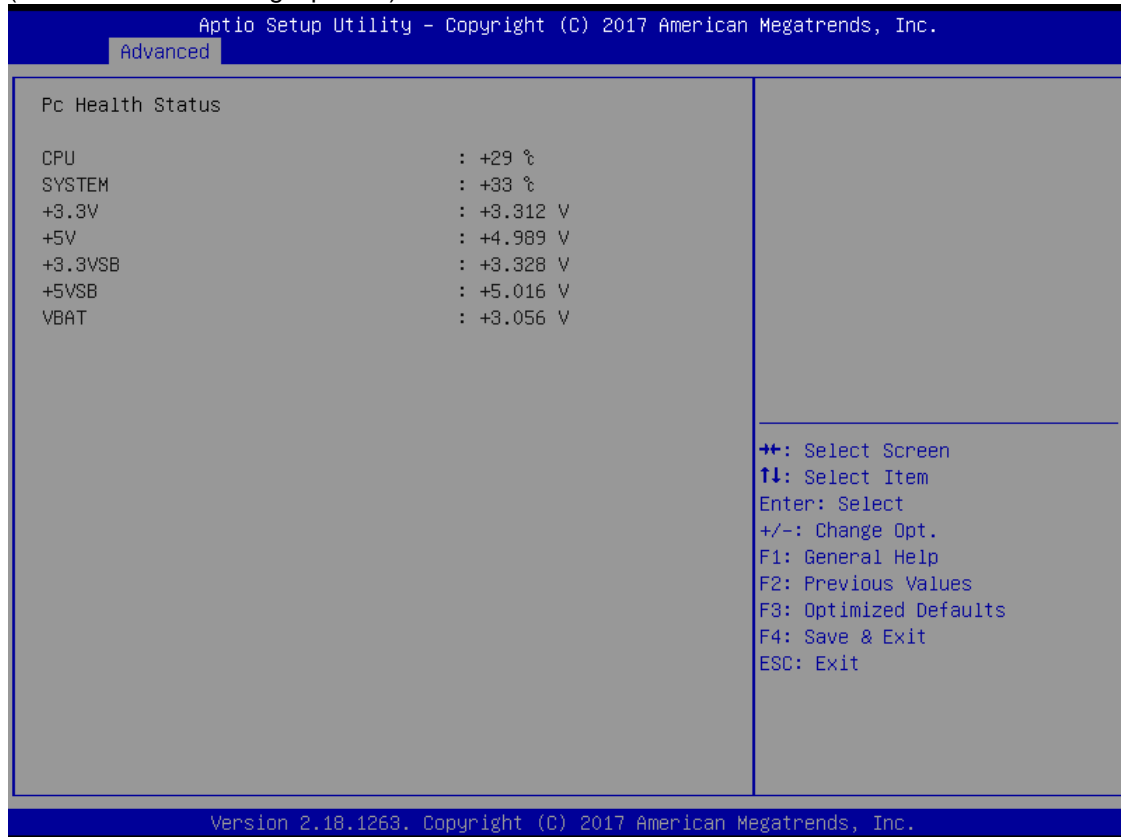 Aptio Setup Utility – Copyright (C) 2017 American Megatrends, Inc.
Advanced
Pc Health Status
CPU : +29 ℃
SYSTEM : +33 ℃
+3.3V : +3.312 V
+5V : +4.989 V
+3.3VSB : +3.328 V
+5VSB : +5.016 V
VBAT : +3.056 V
→←: Select Screen
↑↓: Select Item
Enter: Select
+/-: Change Opt.
F1: General Help
F2: Previous Values
F3: Optimized Defaults
F4: Save & Exit
ESC: Exit
Version 2.18.1263. Copyright (C) 2017 American Megatrends, Inc.